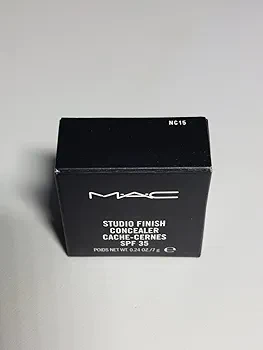 NC15
MAC
STUDIO FINISH
CONCEALER
CACHE-CERNES
SPF 35
POIDS NET WT. 0.24 OZ./7 g e